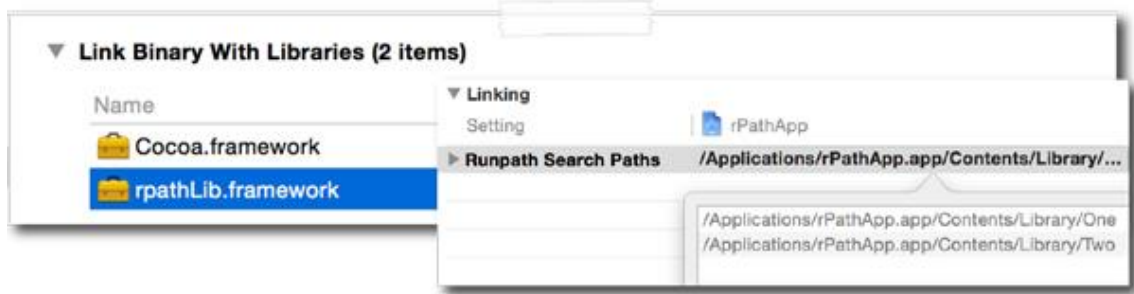 Link Binary With Libraries (2 items)
Name
Cocoa.framework
rpathLib.framework
Linking
Setting
rPathApp
Runpath Search Paths
/Applications/rPathApp.app/Contents/Library/...
/Applications/rPathApp.app/Contents/Library/One
/Applications/rPathApp.app/Contents/Library/Two